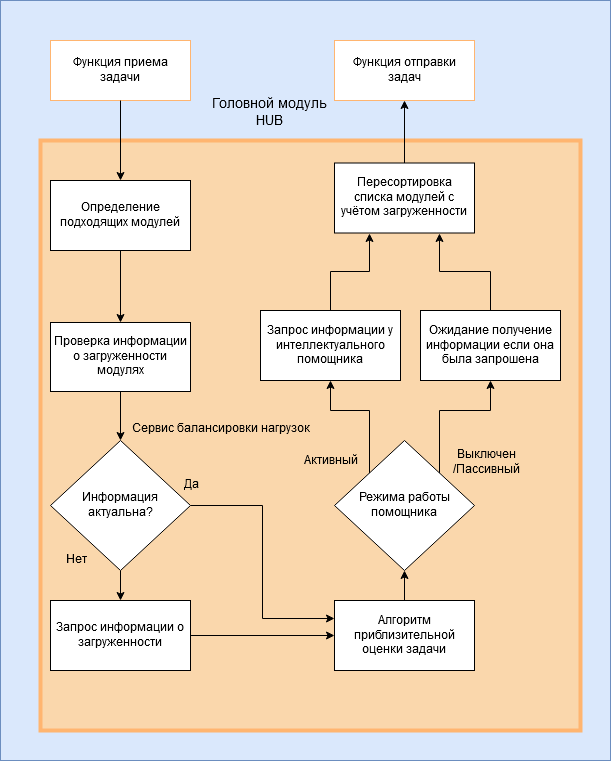 Функция приема
задачи
Функция отправки
задач
Головной модуль
HUB
Определение
подходящих модулей
Пересортировка
списка модулей с
учётом загруженности
Проверка информации
о загруженности
модулях
Запрос информации у
интеллектуального
помощника
Ожидание получение
информации если она
была запрошена
Сервис балансировки нагрузок
Активный
Выключен
/Пассивный
Информация
актуальна?
Да
Нет
Режима работы
помощника
Запрос информации о
загруженности
Алгоритм
приблизительной
оценки задачи